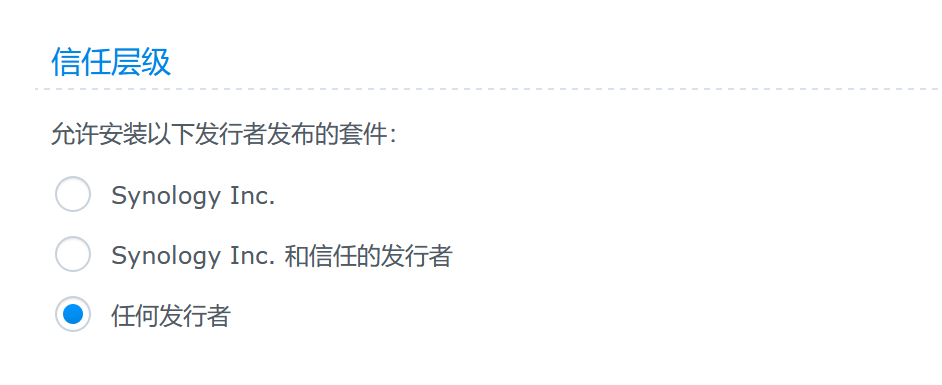 信任层级
允许安装以下发行者发布的套件：
Synology Inc.
Synology Inc. 和信任的发行者
任何发行者